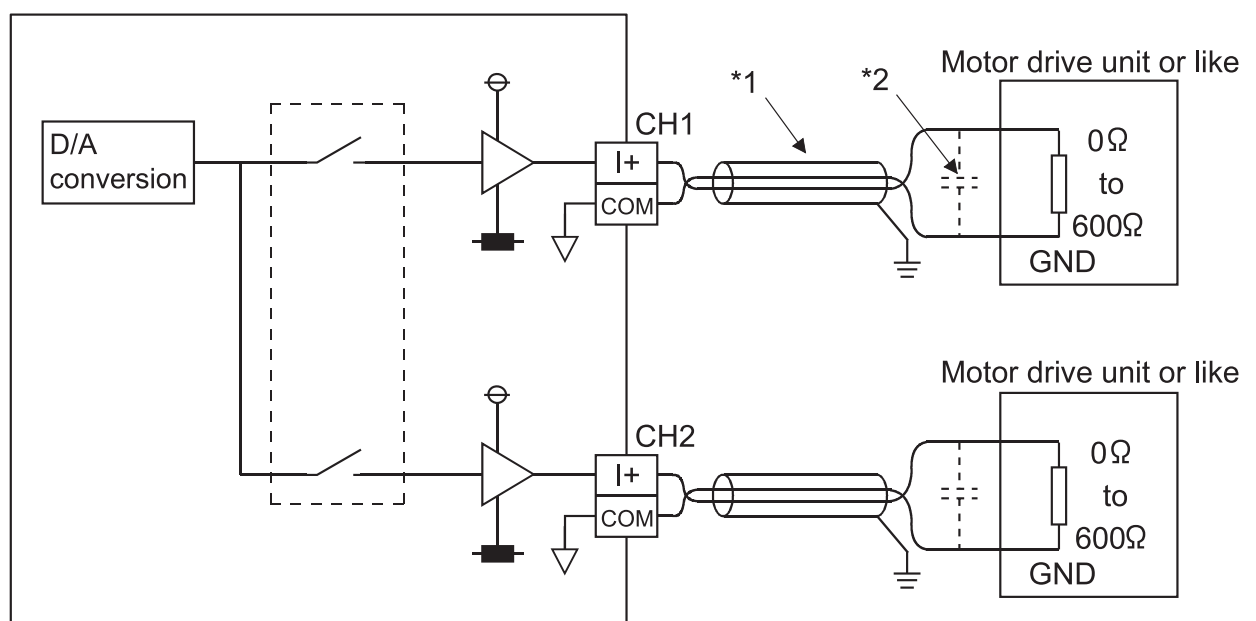 Motor drive unit or like
*1
*2
CH1
D/A
conversion
I+
COM
0Ω
to
600Ω
GND
Motor drive unit or like
CH2
I+
COM
0Ω
to
600Ω
GND